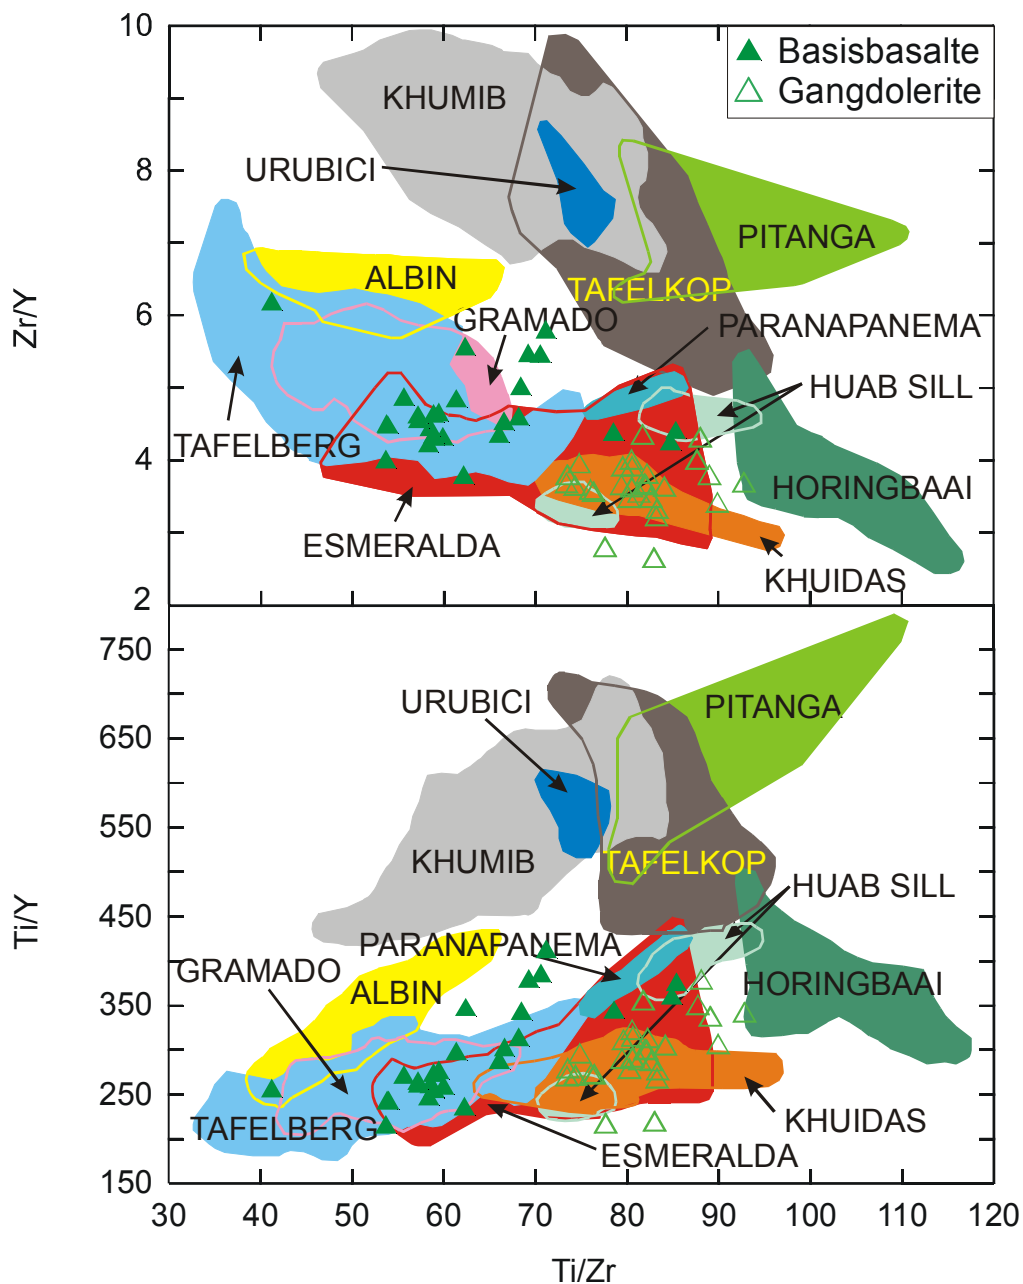 10
Basisbasalte
Gangdolerite
KHUMIB
8
URUBICI
PITANGA
ALBIN
TAFELKOP
Zr/Y
6
GRAMADO
PARANAPANEMA
HUAB SILL
TAFELBERG
4
HORINGBAAI
ESMERALDA
KHUIDAS
2
750
URUBICI
PITANGA
650
550
KHUMIB
TAFELKOP
HUAB SILL
Ti/Y
450
PARANAPANEMA
GRAMADO
ALBIN
HORINGBAAI
350
250
TAFELBERG
KHUIDAS
ESMERALDA
150
30 40 50 60 70 80 90 100 110 120
Ti/Zr